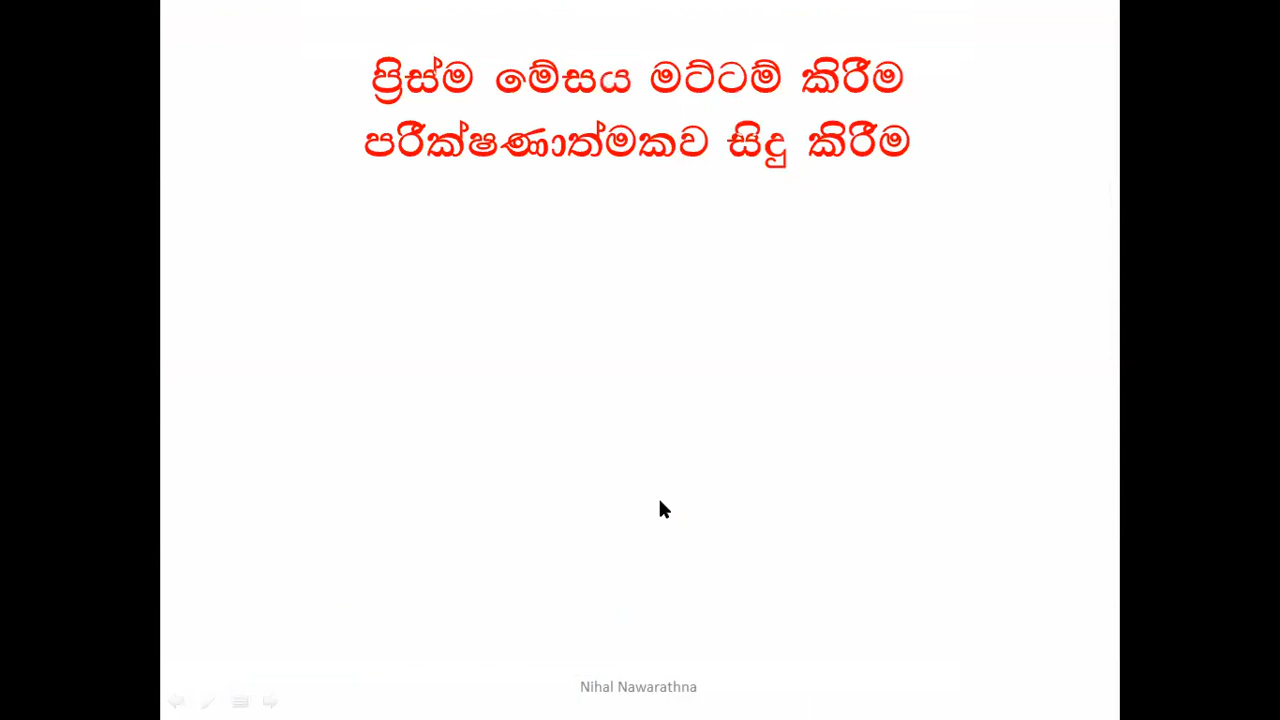 ප්‍රිස්ම මේසය මට්ටම් කිරීම
පරීක්ෂණාත්මකව සිදු කිරීම
Nihal Nawarathna